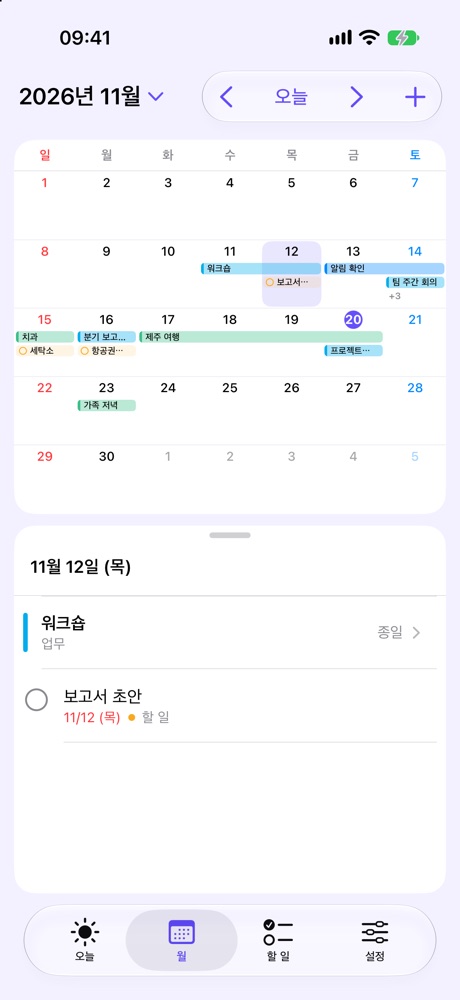 09:41
2026년 11월
오늘
일 월 화 수 목 금 토
1 2 3 4 5 6 7
8 9 10 11 12 13 14
워크숍 알림 확인
보고서… 팀 주간 회의
+3
15 16 17 18 19 20 21
치과 분기 보고… 제주 여행
세탁소 항공권… 프로젝트…
22 23 24 25 26 27 28
가족 저녁
29 30 1 2 3 4 5
11월 12일 (목)
워크숍
업무
종일
보고서 초안
11/12 (목) 할 일
오늘 월 할 일 설정